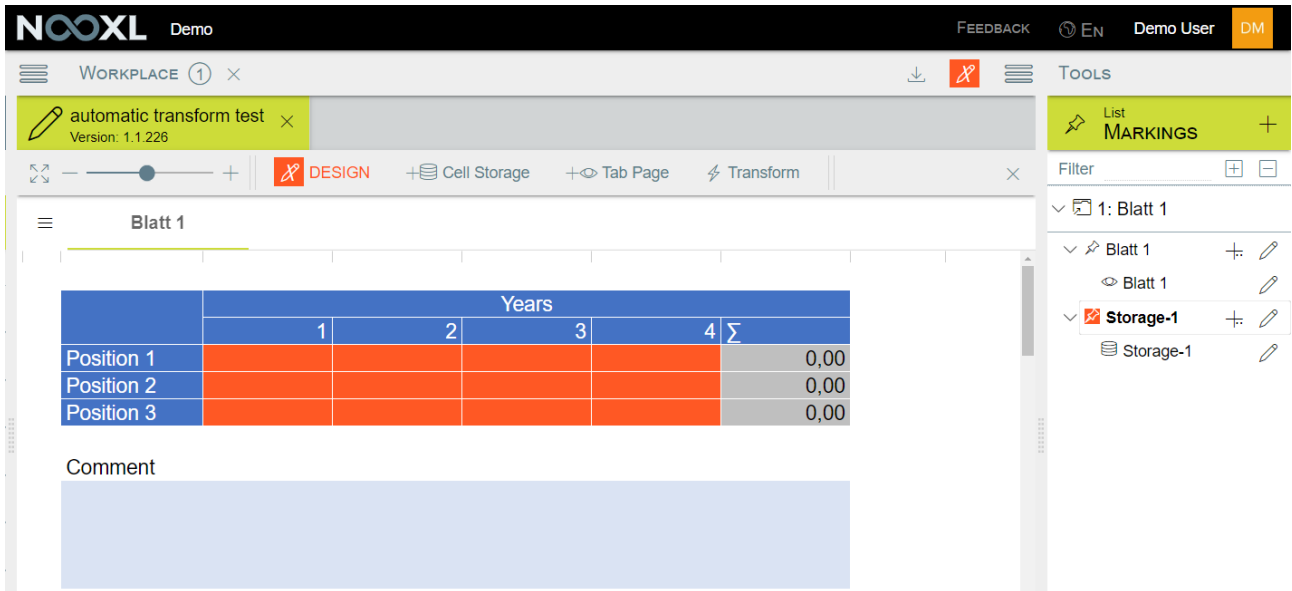 NOOXL Demo FEEDBACK EN Demo User DM
WORKPLACE 1 TOOLS
automatic transform test
Version: 1.1.226
List
MARKINGS
DESIGN Cell Storage Tab Page Transform
Filter
Blatt 1
1: Blatt 1
Blatt 1
Blatt 1
Storage-1
Storage-1
Years
1 2 3 4 ∑
Position 1 0,00
Position 2 0,00
Position 3 0,00
Comment